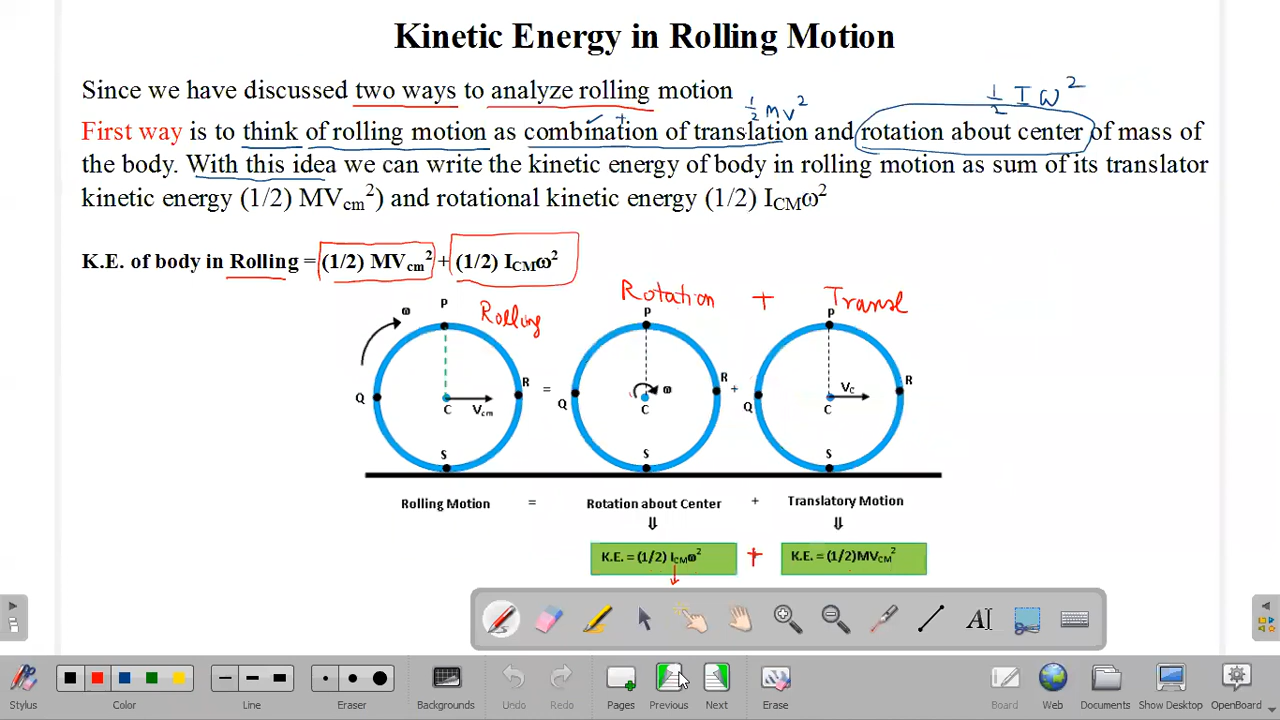 Kinetic Energy in Rolling Motion
Since we have discussed two ways to analyze rolling motion
1/2 mv² 1/2 Iω²
First way is to think of rolling motion as combination of translation and rotation about center of mass of
the body. With this idea we can write the kinetic energy of body in rolling motion as sum of its translator
kinetic energy (1/2) MVcm²) and rotational kinetic energy (1/2) ICMω²
K.E. of body in Rolling = (1/2) MVcm² + (1/2) ICMω²
Rolling Rotation + Transl
ω P P P
Q C Vcm R = Q C ω R + Q C VC R
S S S
Rolling Motion = Rotation about Center + Translatory Motion
⇓ ⇓
K.E. = (1/2) ICMω² + K.E. = (1/2)MVCM²
Stylus Color Line Eraser Backgrounds Undo Redo Pages Previous Next Erase Board Web Documents Show Desktop OpenBoard